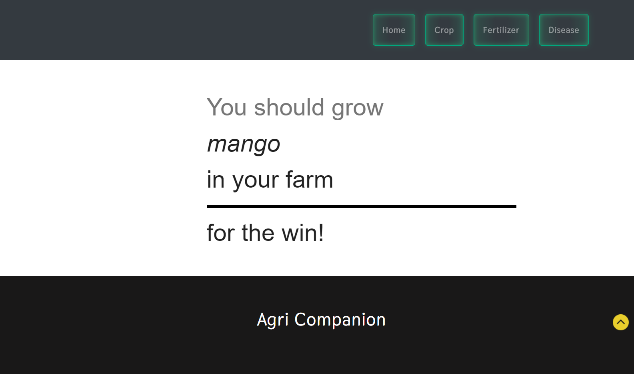 Home Crop Fertilizer Disease
You should grow
mango
in your farm
for the win!
Agri Companion